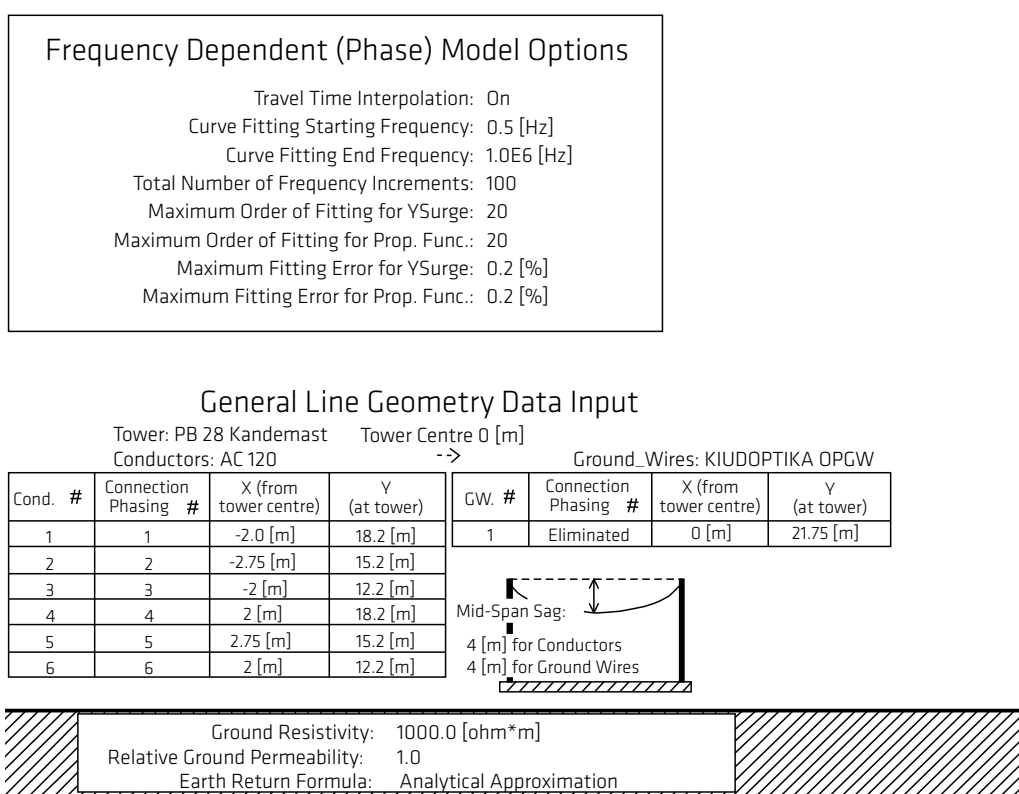 Frequency Dependent (Phase) Model Options
Travel Time Interpolation: On
Curve Fitting Starting Frequency: 0.5 [Hz]
Curve Fitting End Frequency: 1.0E6 [Hz]
Total Number of Frequency Increments: 100
Maximum Order of Fitting for YSurge: 20
Maximum Order of Fitting for Prop. Func.: 20
Maximum Fitting Error for YSurge: 0.2 [%]
Maximum Fitting Error for Prop. Func.: 0.2 [%]
General Line Geometry Data Input
Tower: PB 28 Kandemast Tower Centre 0 [m]
Conductors: AC 120
Cond. # Connection Phasing # X (from tower centre) Y (at tower)
1 1 -2.0 [m] 18.2 [m]
2 2 -2.75 [m] 15.2 [m]
3 3 -2 [m] 12.2 [m]
4 4 2 [m] 18.2 [m]
5 5 2.75 [m] 15.2 [m]
6 6 2 [m] 12.2 [m]
Ground_Wires: KIUDOPTIKA OPGW
GW. # Connection Phasing # X (from tower centre) Y (at tower)
1 Eliminated 0 [m] 21.75 [m]
Mid-Span Sag:
4 [m] for Conductors
4 [m] for Ground Wires
Ground Resistivity: 1000.0 [ohm*m]
Relative Ground Permeability: 1.0
Earth Return Formula: Analytical Approximation